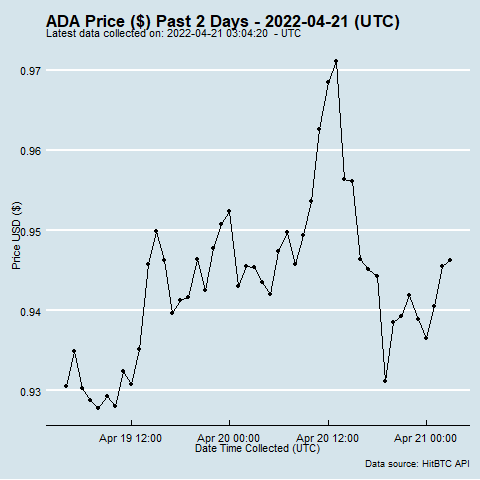 ADA Price ($) Past 2 Days - 2022-04-21 (UTC)
Latest data collected on: 2022-04-21 03:04:20 - UTC
0.97
0.96
0.95
0.94
0.93
Price USD ($)
Apr 19 12:00
Apr 20 00:00
Apr 20 12:00
Apr 21 00:00
Date Time Collected (UTC)
Data source: HitBTC API